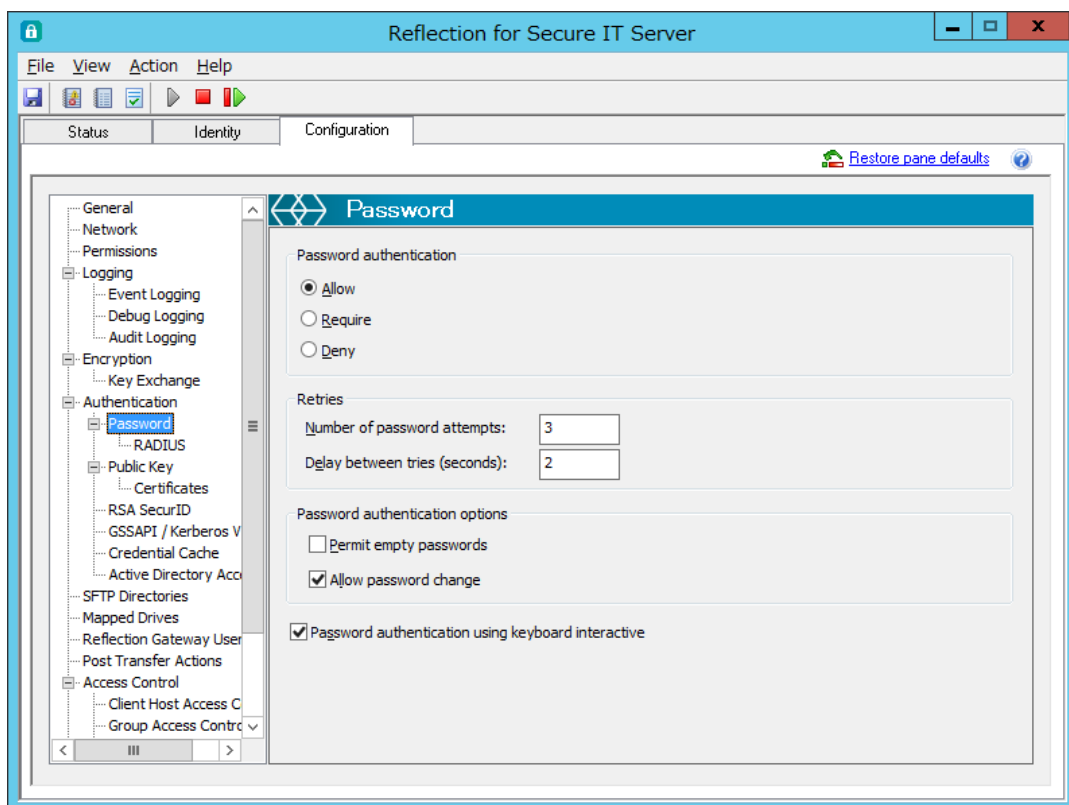 Reflection for Secure IT Server
File View Action Help
Status Identity Configuration
Restore pane defaults
General
Network
Permissions
Logging
Event Logging
Debug Logging
Audit Logging
Encryption
Key Exchange
Authentication
Password
RADIUS
Public Key
Certificates
RSA SecurID
GSSAPI / Kerberos V
Credential Cache
Active Directory Acc
SFTP Directories
Mapped Drives
Reflection Gateway User
Post Transfer Actions
Access Control
Client Host Access C
Group Access Contro
Password
Password authentication
Allow
Require
Deny
Retries
Number of password attempts: 3
Delay between tries (seconds): 2
Password authentication options
Permit empty passwords
Allow password change
Password authentication using keyboard interactive